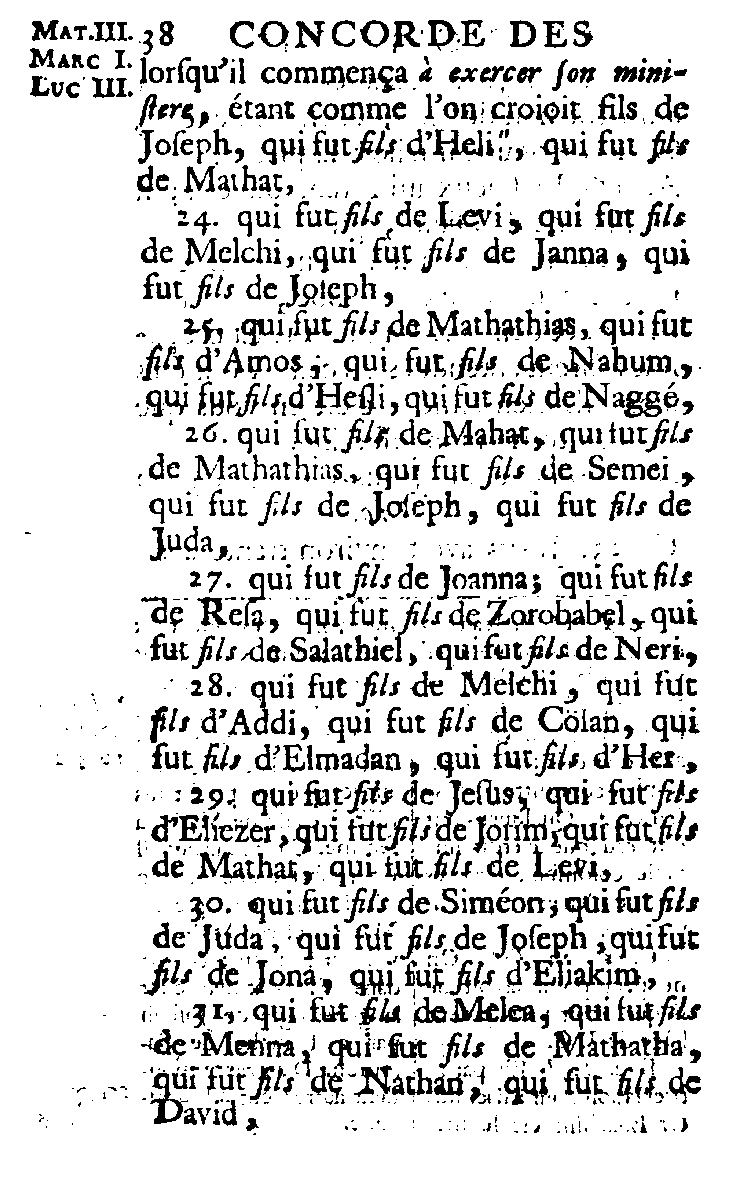 MAT.III. 38 CONCORDE DES
MARC I.
LUC III.
lorſqu'il commença à exercer ſon mini-
ſtere, étant comme l'on croioit fils de
Joſeph, qui fut fils d'Heli, qui fut fils
de Mathat,
24. qui fut fils de Levi, qui fut fils
de Melchi, qui fut fils de Janna, qui
fut fils de Joſeph,
25. qui fut fils de Mathathias, qui fut
fils d'Amos, qui fut fils de Nahum,
qui fut fils d'Heſli, qui fut fils de Naggé,
26. qui fut fils de Mahat, qui fut fils
de Mathathias, qui fut fils de Semei,
qui fut fils de Joſeph, qui fut fils de
Juda,
27. qui fut fils de Joanna; qui fut fils
de Reſa, qui fut fils de Zorobabel, qui
fut fils de Salathiel, qui fut fils de Neri,
28. qui fut fils de Melchi, qui fut
fils d'Addi, qui fut fils de Coſan, qui
fut fils d'Elmadan, qui fut fils d'Her,
29. qui fut fils de Jeſus, qui fut fils
d'Eliezer, qui fut fils de Jorim, qui fut fils
de Mathat, qui fut fils de Levi,
30. qui fut fils de Siméon, qui fut fils
de Juda, qui fut fils de Joſeph, qui fut
fils de Jona, qui fut fils d'Eliakim,
31. qui fut fils de Melea, qui fut fils
de Menna, qui fut fils de Mathatha,
qui fut fils de Nathan, qui fut fils de
David,